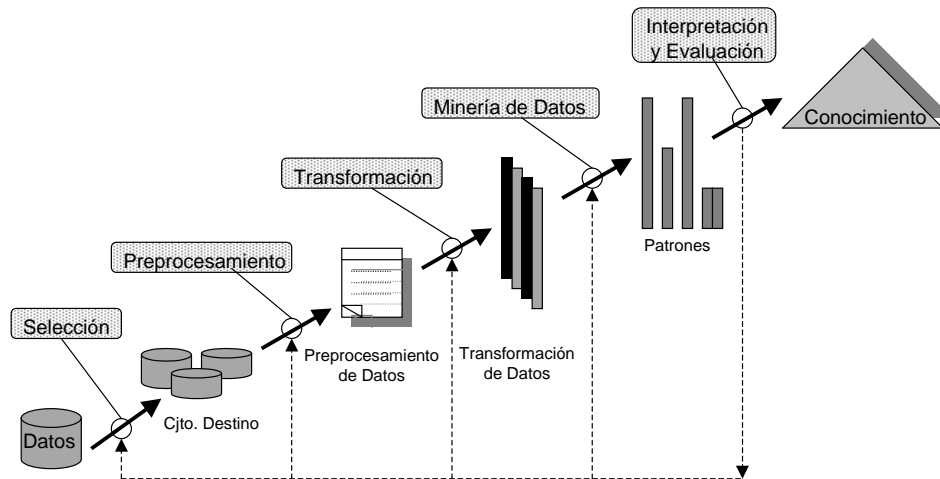 Interpretación
y Evaluación
Conocimiento
Minería de Datos
Transformación
Patrones
Preprocesamiento
Selección
Preprocesamiento
de Datos
Transformación
de Datos
Cjto. Destino
Datos